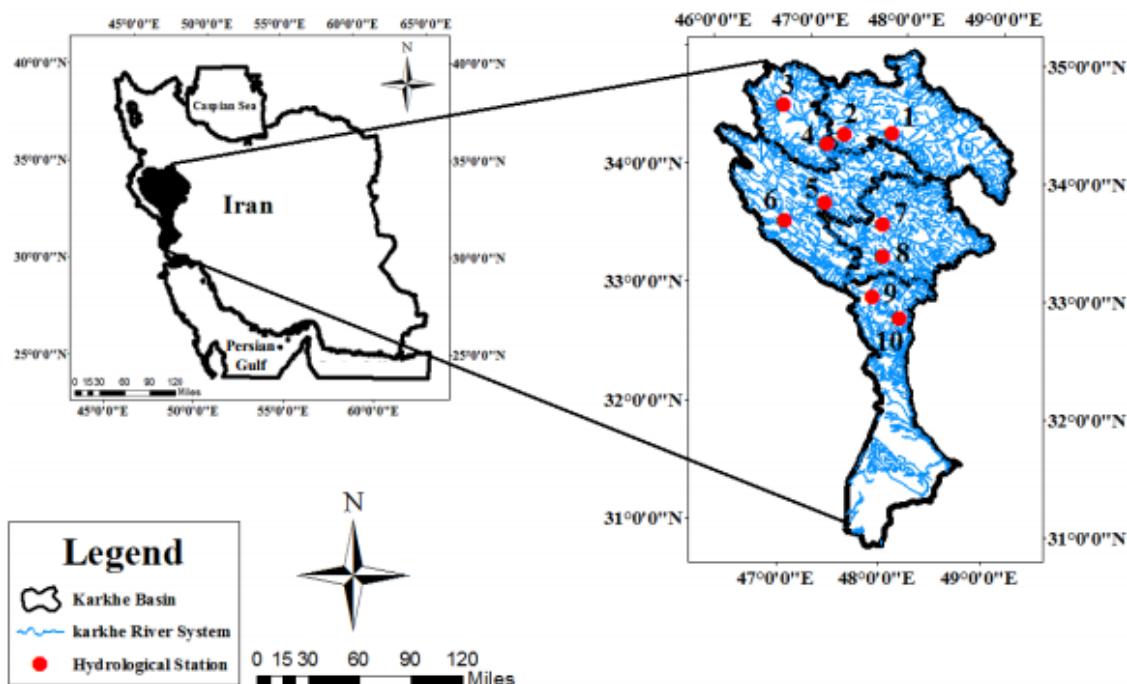 45°0'0"E 50°0'0"E 55°0'0"E 60°0'0"E 65°0'0"E
40°0'0"N
35°0'0"N
30°0'0"N
25°0'0"N
N
Caspian Sea
Iran
Persian
Gulf
40°0'0"N
35°0'0"N
30°0'0"N
25°0'0"N
0 15 30 60 90 120
Miles
45°0'0"E 50°0'0"E 55°0'0"E 60°0'0"E
46°0'0"E 47°0'0"E 48°0'0"E 49°0'0"E
34°0'0"N
33°0'0"N
32°0'0"N
31°0'0"N
3
2
1
4
5
6
7
8
9
10
35°0'0"N
34°0'0"N
33°0'0"N
32°0'0"N
31°0'0"N
47°0'0"E 48°0'0"E 49°0'0"E
Legend
Karkhe Basin
karkhe River System
Hydrological Station
N
0 15 30 60 90 120
Miles